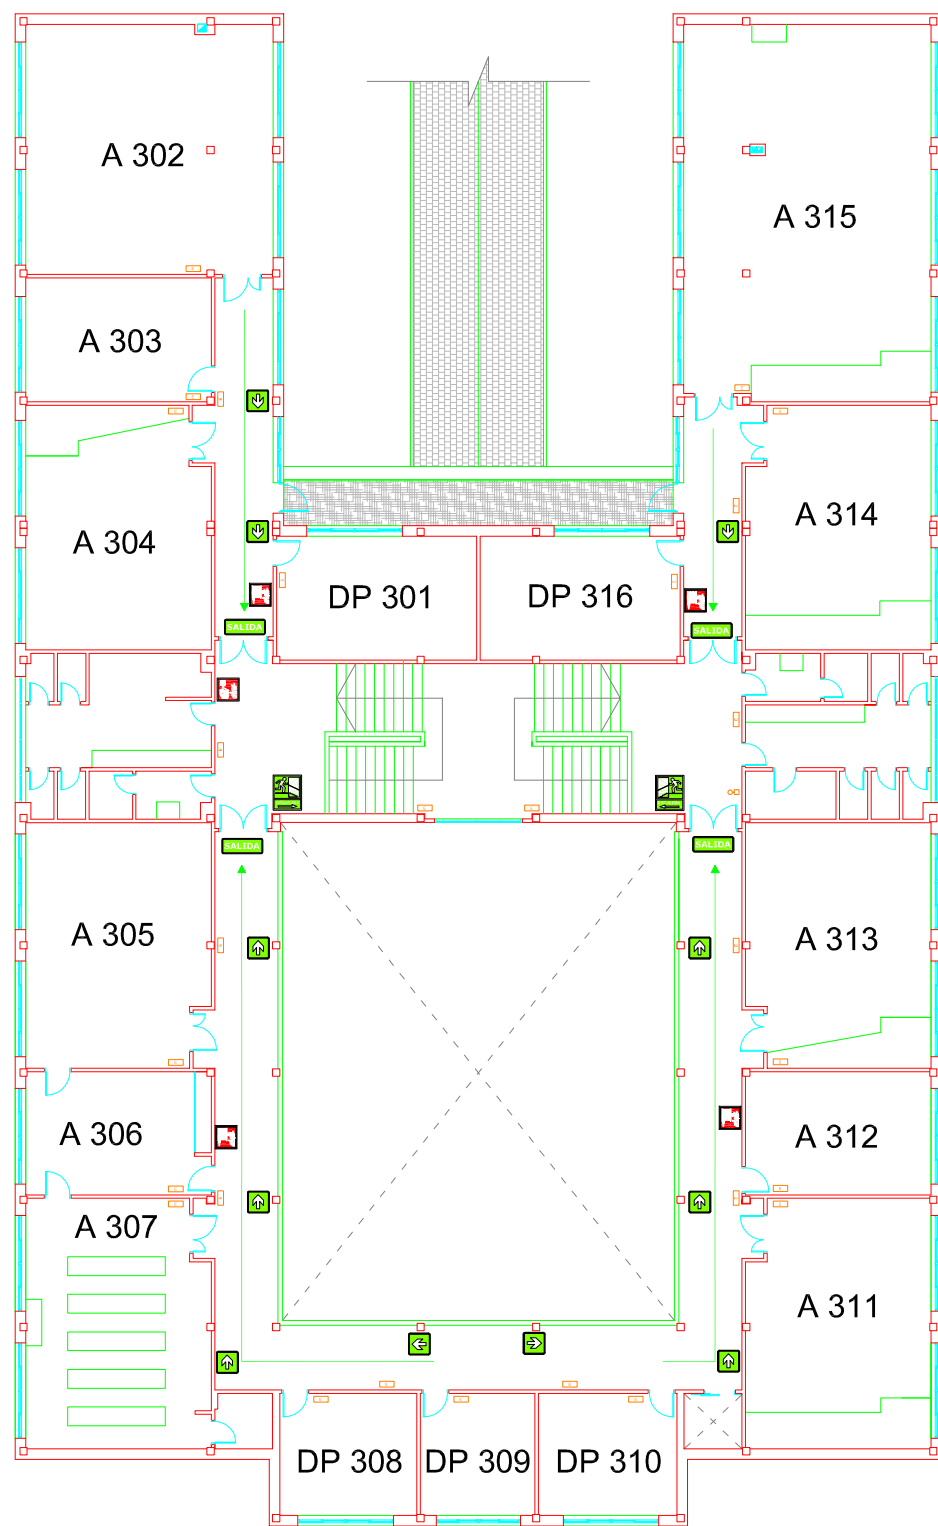 A 302
A 315
A 303
A 314
A 304
DP 301
DP 316
SALIDA
SALIDA
SALIDA
SALIDA
A 305
A 313
A 306
A 312
A 307
A 311
DP 308
DP 309
DP 310